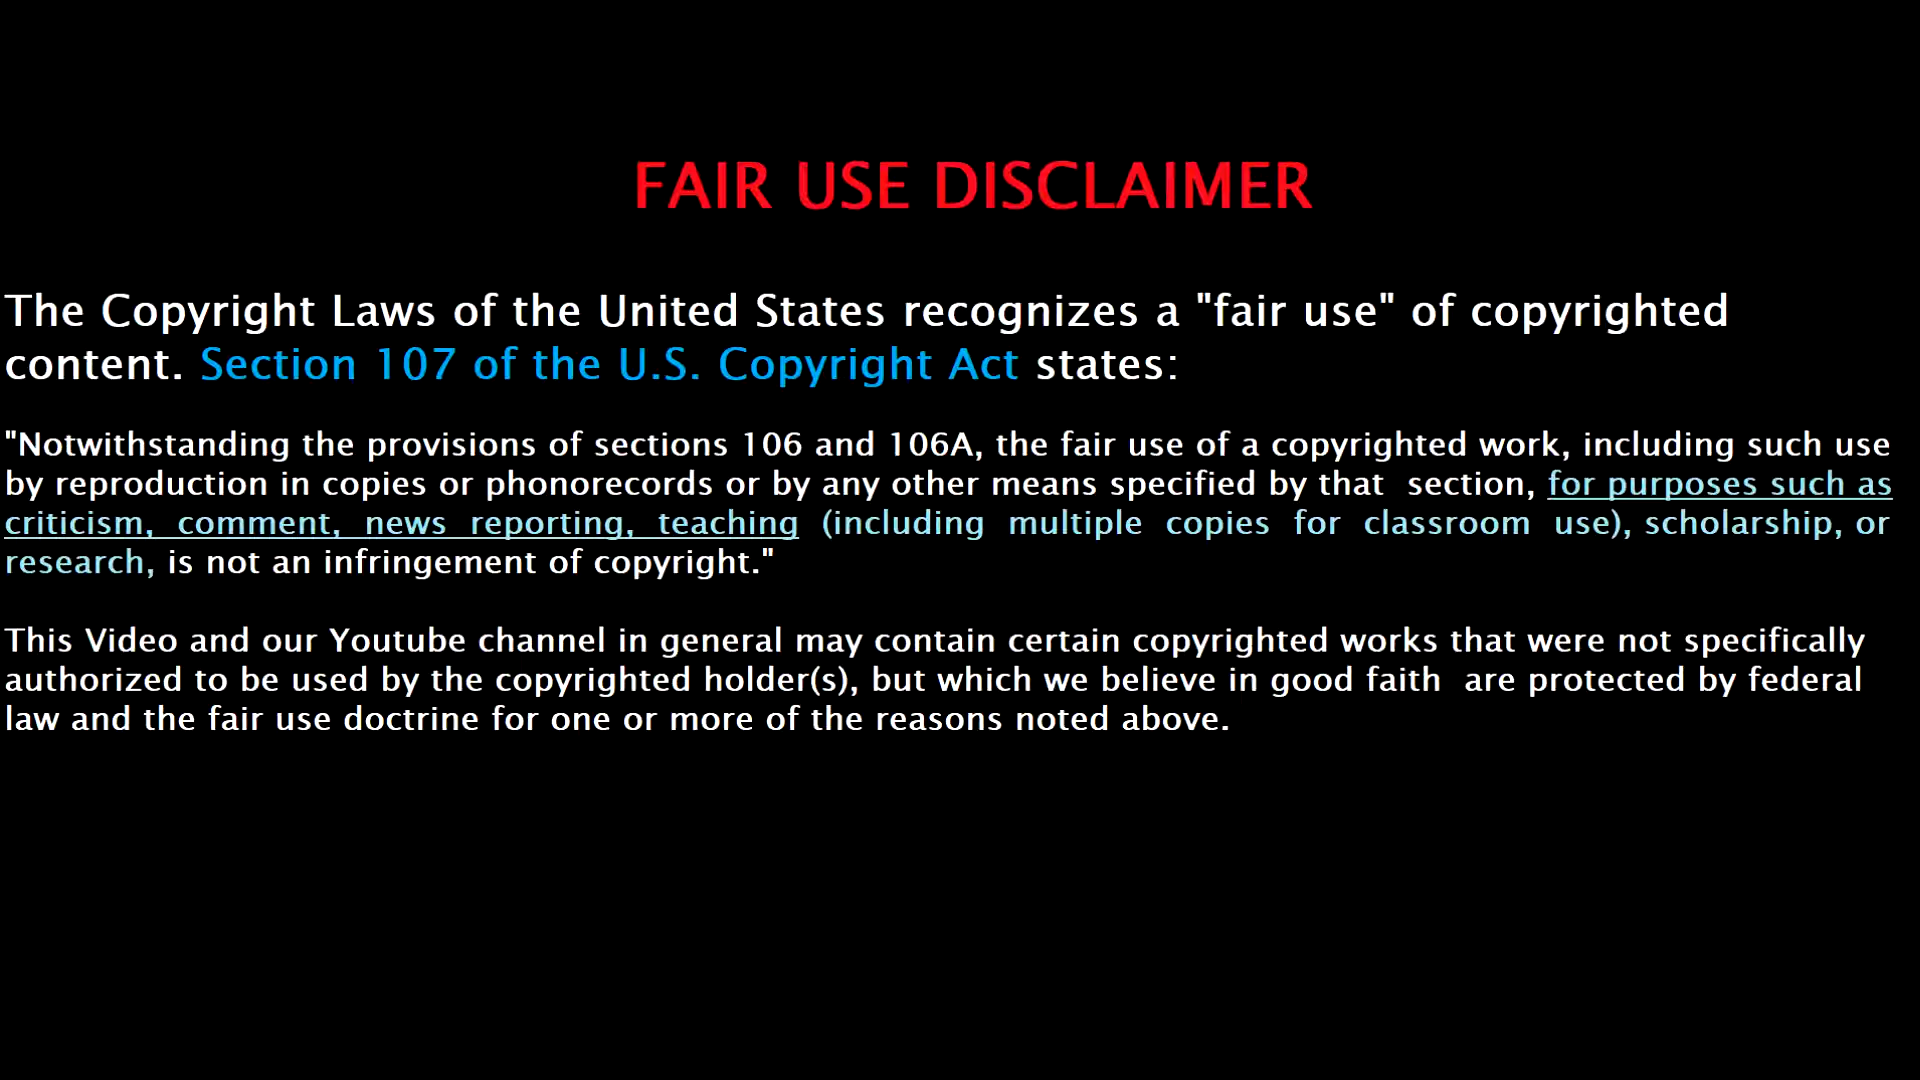 FAIR USE DISCLAIMER
The Copyright Laws of the United States recognizes a "fair use" of copyrighted
content. Section 107 of the U.S. Copyright Act states:
"Notwithstanding the provisions of sections 106 and 106A, the fair use of a copyrighted work, including such use
by reproduction in copies or phonorecords or by any other means specified by that section, for purposes such as
criticism, comment, news reporting, teaching (including multiple copies for classroom use), scholarship, or
research, is not an infringement of copyright."
This Video and our Youtube channel in general may contain certain copyrighted works that were not specifically
authorized to be used by the copyrighted holder(s), but which we believe in good faith are protected by federal
law and the fair use doctrine for one or more of the reasons noted above.